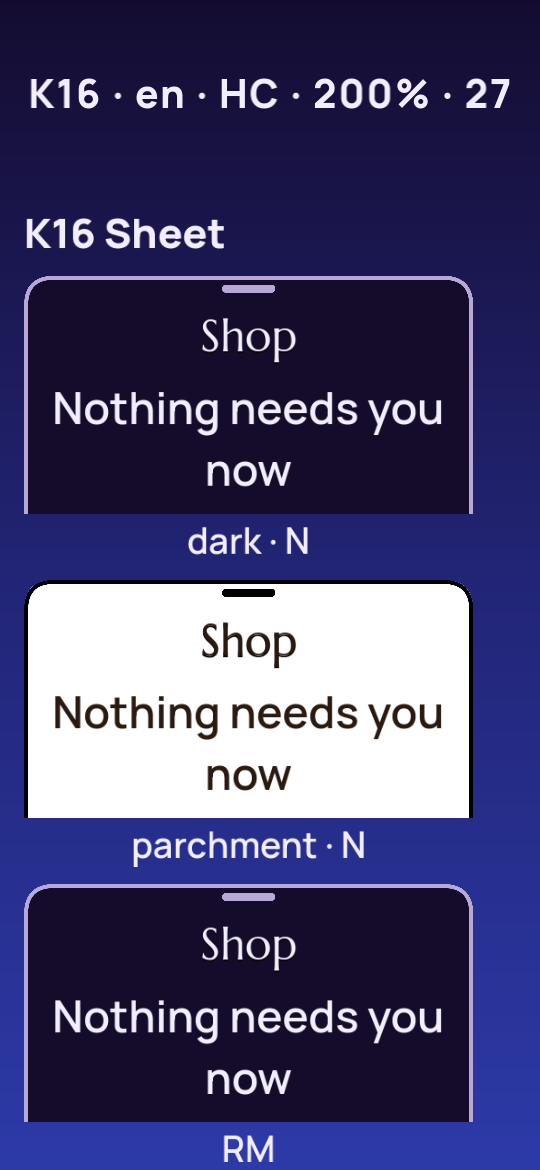 K16 · en · HC · 200% · 27
K16 Sheet
Shop
Nothing needs you
now
dark · N
Shop
Nothing needs you
now
parchment · N
Shop
Nothing needs you
now
RM